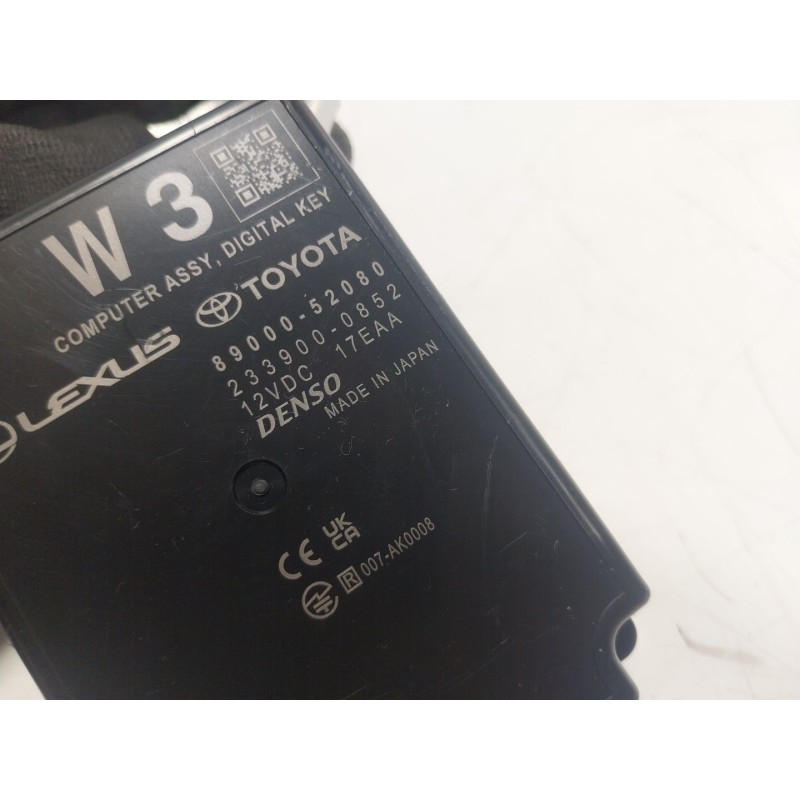 W 3
COMPUTER ASSY, DIGITAL KEY
LEXUS TOYOTA
89000-52080
233900-0852
12VDC 17EAA
DENSO MADE IN JAPAN
CE UK CA
R 007-AK0008